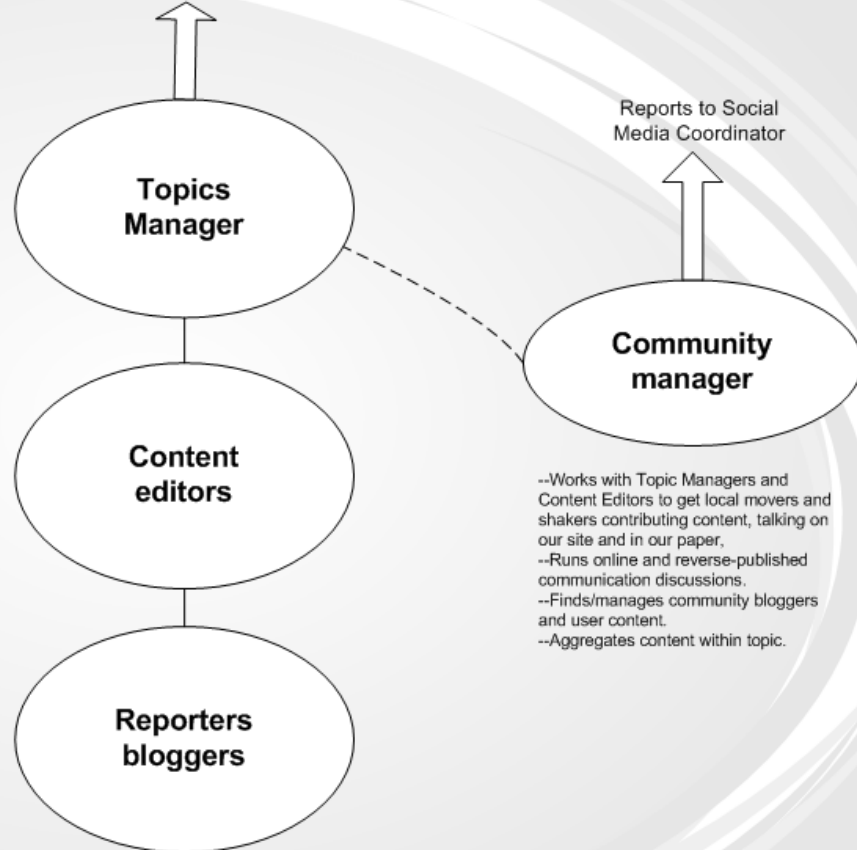 Topics
Manager
Content
editors
Reporters
bloggers
Reports to Social
Media Coordinator
Community
manager
--Works with Topic Managers and
Content Editors to get local movers and
shakers contributing content, talking on
our site and in our paper,
--Runs online and reverse-published
communication discussions.
--Finds/manages community bloggers
and user content.
--Aggregates content within topic.